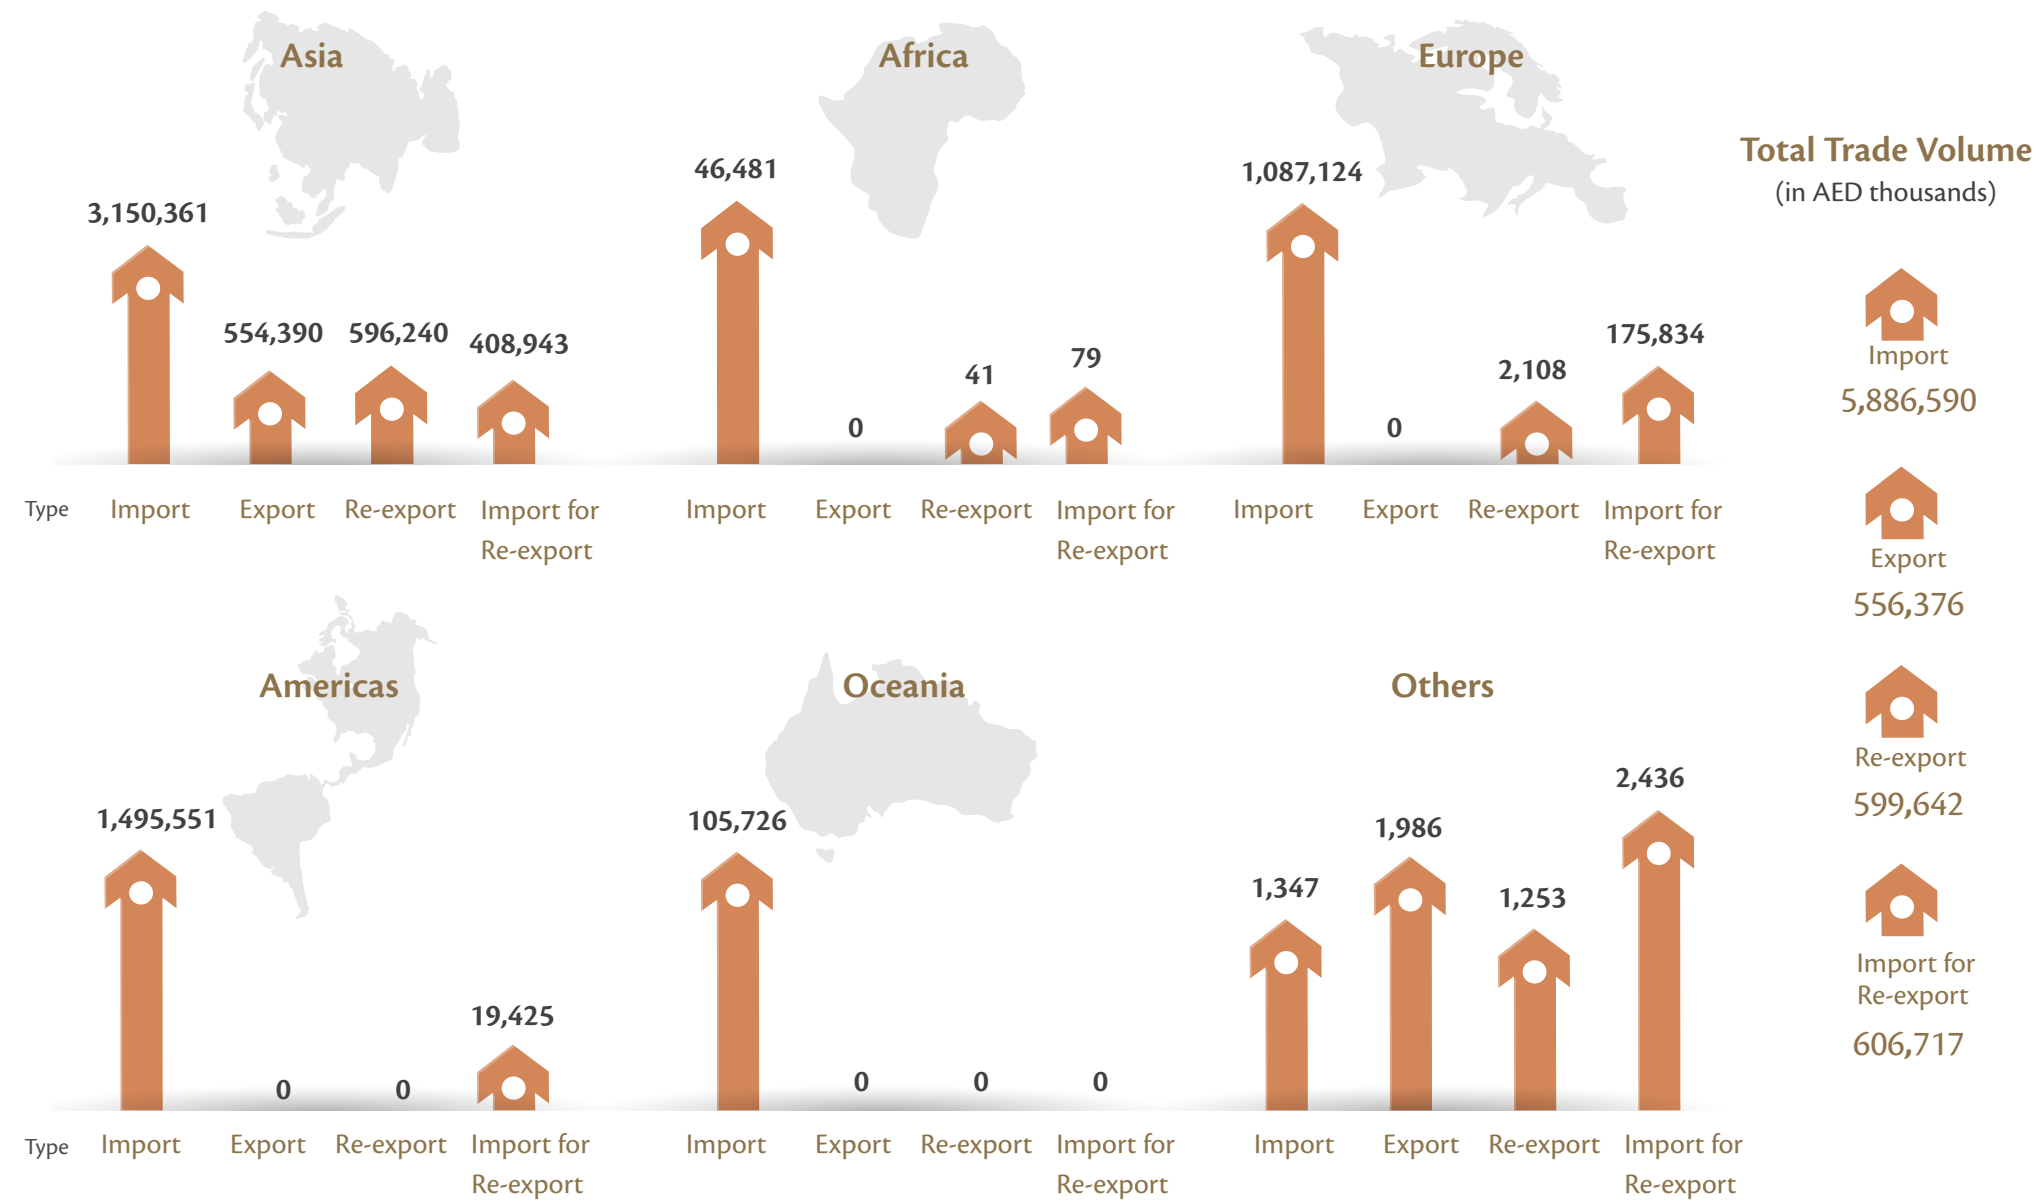 Asia
3,150,361
554,390
596,240
408,943
Type
Import
Export
Re-export
Import for
Re-export
Africa
46,481
0
41
79
Import
Export
Re-export
Import for
Re-export
Europe
1,087,124
0
2,108
175,834
Import
Export
Re-export
Import for
Re-export
Americas
1,495,551
0
0
19,425
Type
Import
Export
Re-export
Import for
Re-export
Oceania
105,726
0
0
0
Import
Export
Re-export
Import for
Re-export
Others
1,347
1,986
1,253
2,436
Import
Export
Re-export
Import for
Re-export
Total Trade Volume
(in AED thousands)
Import
5,886,590
Export
556,376
Re-export
599,642
Import for
Re-export
606,717